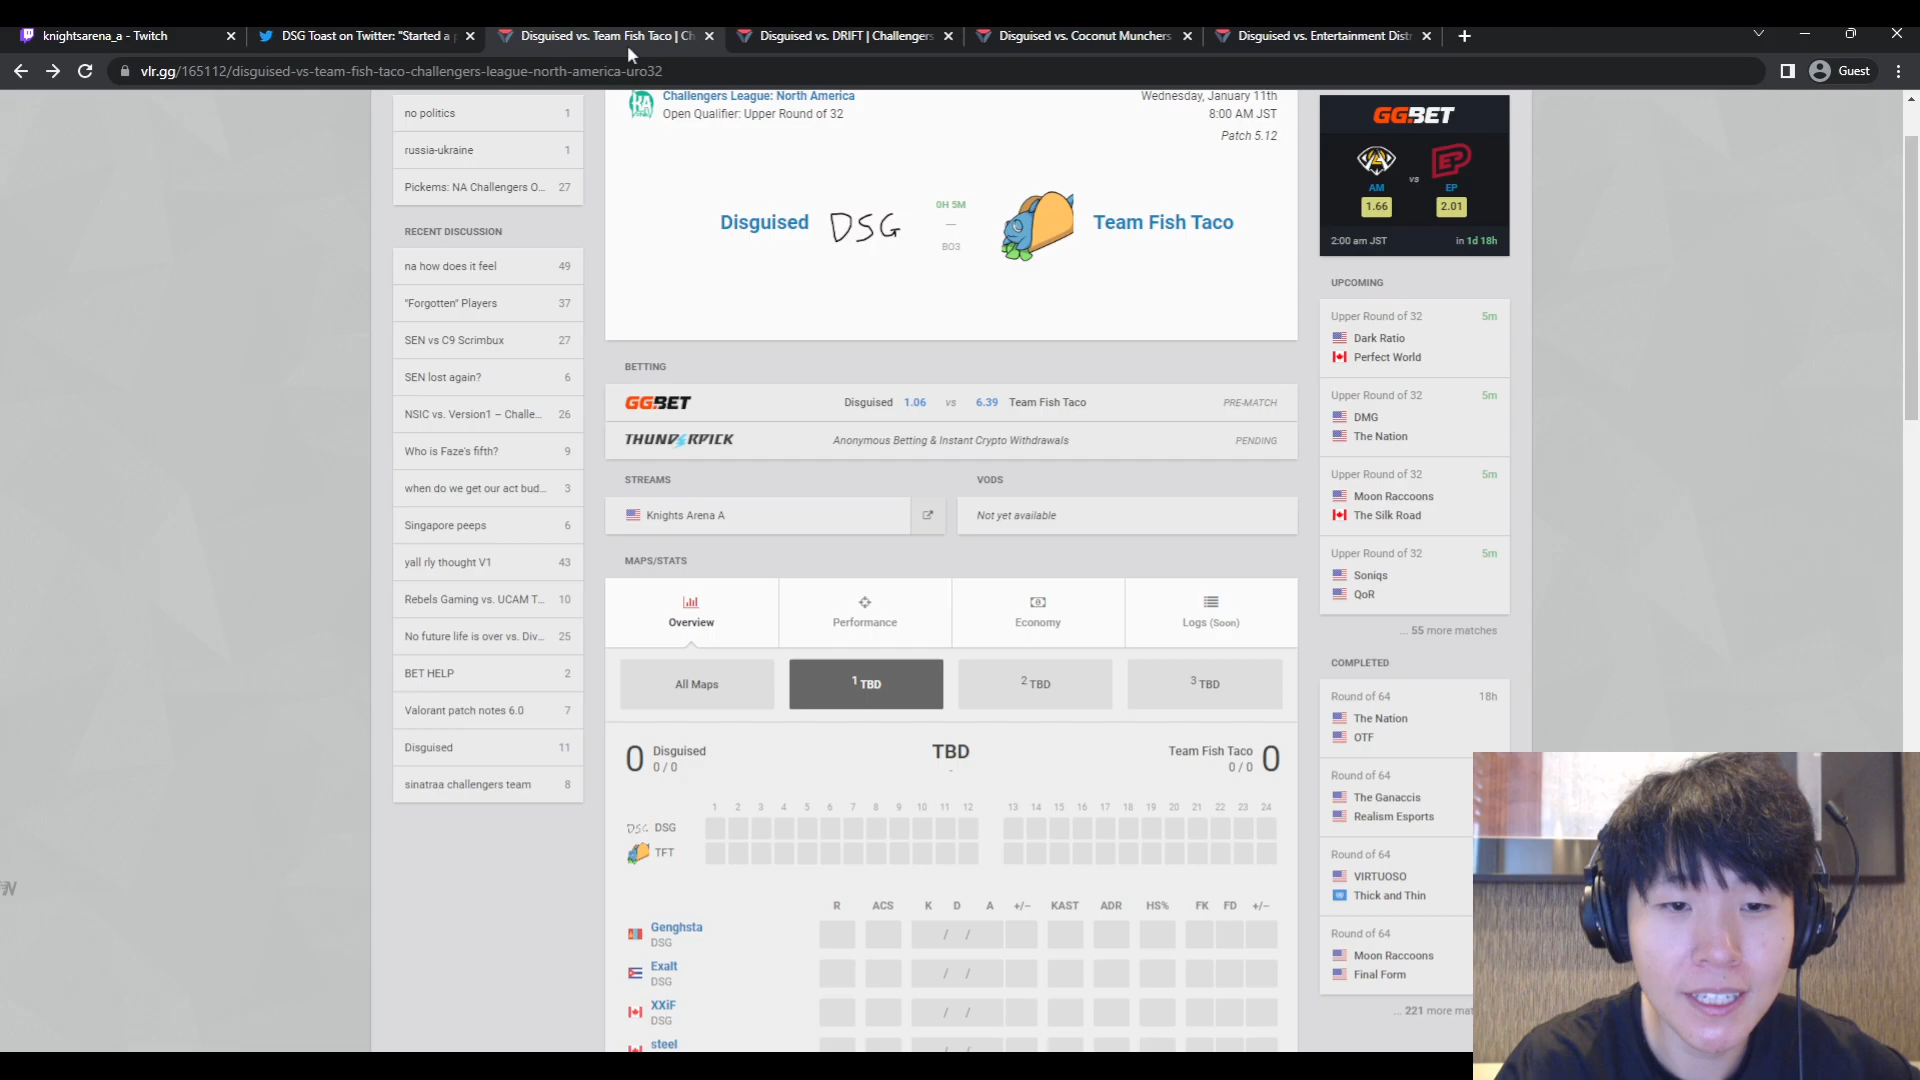 knightsarena_a - Twitch
DSG Toast on Twitter: "Started a p
Disguised vs. Team Fish Taco | Ch
Disguised vs. DRIFT | Challengers
Disguised vs. Coconut Munchers
Disguised vs. Entertainment Distr
vlr.gg/165112/disguised-vs-team-fish-taco-challengers-league-north-america-uro32
Guest
no politics 1
russia-ukraine 1
Pickems: NA Challengers O... 27
RECENT DISCUSSION
na how does it feel 49
"Forgotten" Players 37
SEN vs C9 Scrimbux 27
SEN lost again? 6
NSIC vs. Version1 – Challe... 26
Who is Faze's fifth? 9
when do we get our act bud... 3
Singapore peeps 6
yall rly thought V1 43
Rebels Gaming vs. UCAM T... 10
No future life is over vs. Div... 25
BET HELP 2
Valorant patch notes 6.0 7
Disguised 11
sinatraa challengers team 8
Challengers League: North America
Open Qualifier: Upper Round of 32
Wednesday, January 11th
8:00 AM JST
Patch 5.12
Disguised DSG
0H 5M
–
BO3
Team Fish Taco
BETTING
GG.BET Disguised 1.06 vs 6.39 Team Fish Taco PRE-MATCH
THUNDERPICK Anonymous Betting & Instant Crypto Withdrawals PENDING
STREAMS
Knights Arena A
VODS
Not yet available
MAPS/STATS
Overview
Performance
Economy
Logs (Soon)
All Maps
1 TBD
2 TBD
3 TBD
0 Disguised
0 / 0
TBD
-
Team Fish Taco 0
0 / 0
1 2 3 4 5 6 7 8 9 10 11 12 13 14 15 16 17 18 19 20 21 22 23 24
DSG DSG
TFT
R ACS K D A +/– KAST ADR HS% FK FD +/–
Genghsta / /
DSG
Exalt / /
DSG
XXiF / /
DSG
steel
GG.BET
AM vs EP
1.66 2.01
2:00 am JST in 1d 18h
UPCOMING
Upper Round of 32 5m
Dark Ratio
Perfect World
Upper Round of 32 5m
DMG
The Nation
Upper Round of 32 5m
Moon Raccoons
The Silk Road
Upper Round of 32 5m
Soniqs
QoR
... 55 more matches
COMPLETED
Round of 64 18h
The Nation
OTF
Round of 64
The Ganaccis
Realism Esports
Round of 64
VIRTUOSO
Thick and Thin
Round of 64
Moon Raccoons
Final Form
... 221 more mat